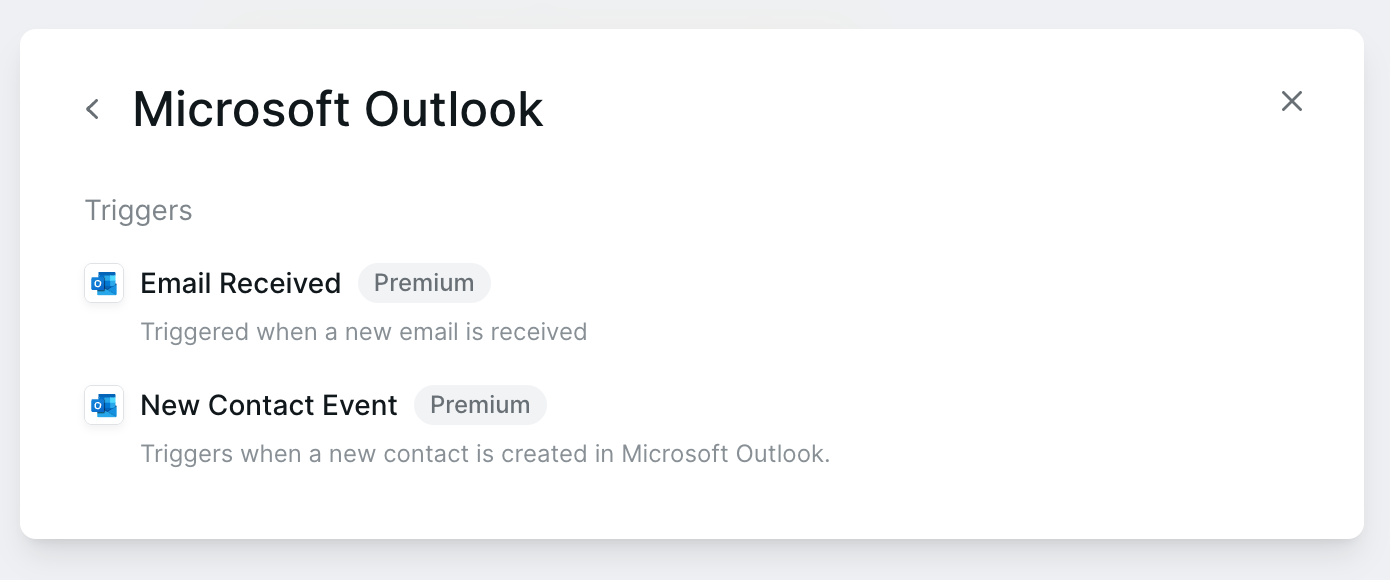 Microsoft Outlook
Triggers
Email Received Premium
Triggered when a new email is received
New Contact Event Premium
Triggers when a new contact is created in Microsoft Outlook.